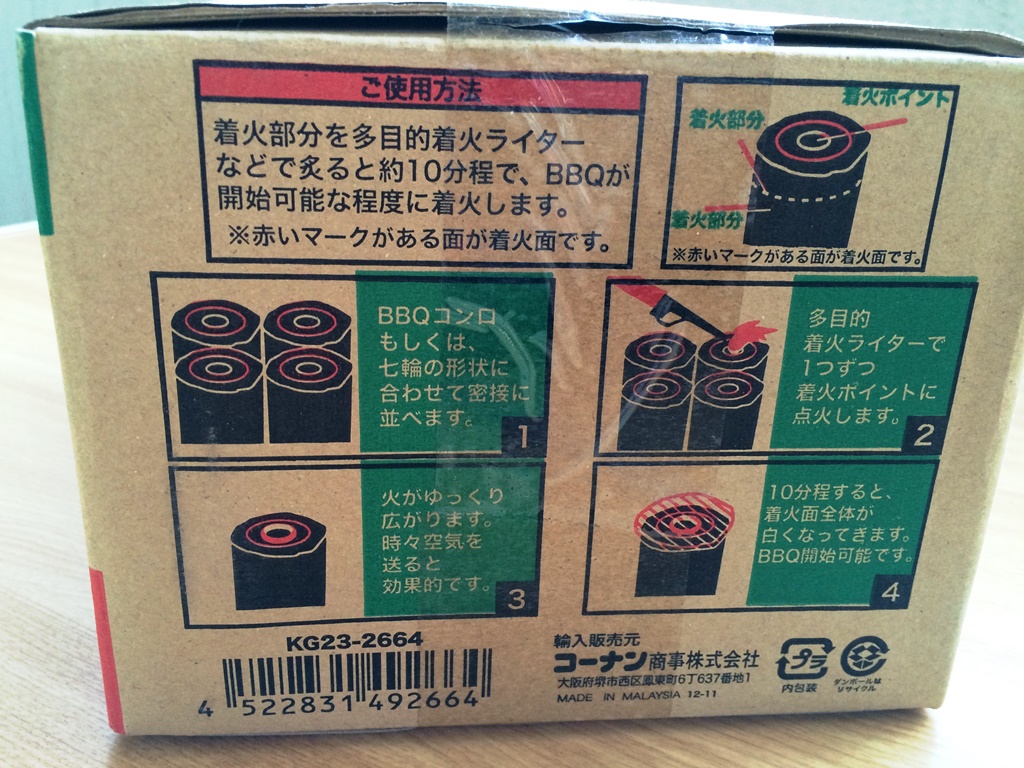 ご使用方法
着火部分を多目的着火ライター
などで炙ると約10分程で、BBQが
開始可能な程度に着火します。
※赤いマークがある面が着火面です。
着火ポイント
着火部分
着火部分
※赤いマークがある面が着火面です。
BBQコンロ
もしくは、
七輪の形状に
合わせて密接に
並べます。
1
多目的
着火ライターで
1つずつ
着火ポイントに
点火します。
2
火がゆっくり
広がります。
時々空気を
送ると
効果的です。
3
10分程すると、
着火面全体が
白くなってきます。
BBQ開始可能です。
4
KG23-2664
4 522831 492664
輸入販売元
コーナン商事株式会社
大阪府堺市西区鳳東町6丁637番地1
MADE IN MALAYSIA 12-11
プラ
内包装
ダンボールは
リサイクル